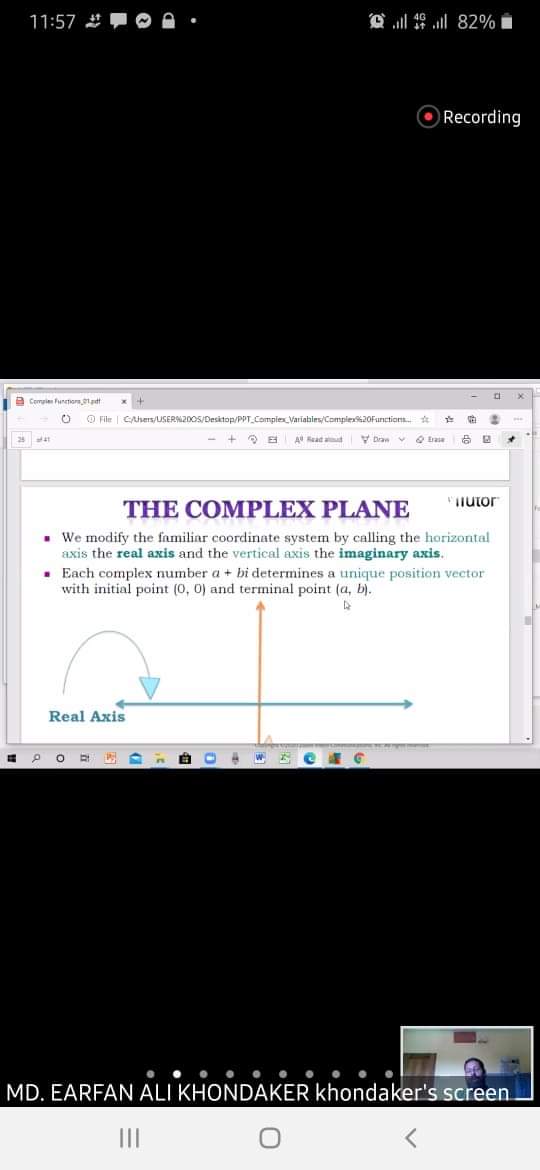 11:57
4G 82%
Recording
Complex Functions_01.pdf
File | C:/Users/USER%20OS/Desktop/PPT_Complex_Variables/Complex%20Functions...
26 of 41
Read aloud
Draw
Erase
THE COMPLEX PLANE
We modify the familiar coordinate system by calling the horizontal
axis the real axis and the vertical axis the imaginary axis.
Each complex number a + bi determines a unique position vector
with initial point (0, 0) and terminal point (a, b).
Real Axis
MD. EARFAN ALI KHONDAKER khondaker's screen